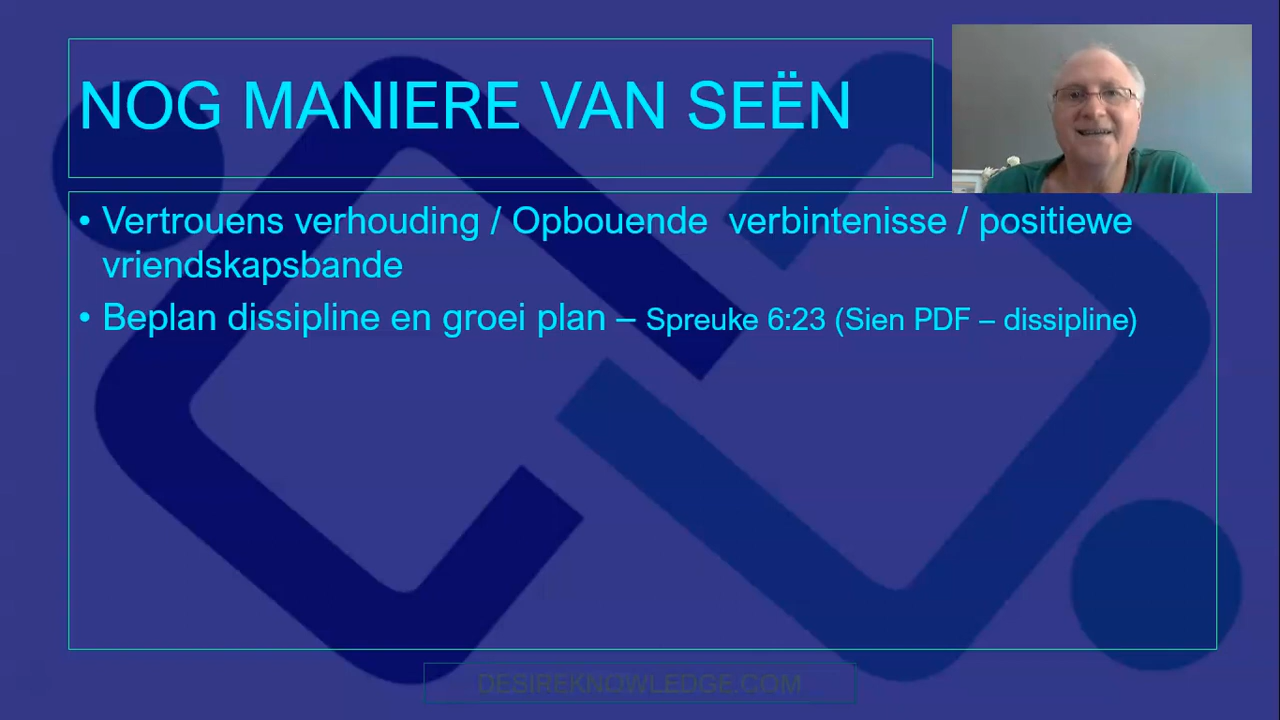 NOG MANIERE VAN SEËN
• Vertrouens verhouding / Opbouende verbintenisse / positiewe
vriendskapsbande
• Beplan dissipline en groei plan – Spreuke 6:23 (Sien PDF – dissipline)
DESIREKNOWLEDGE.COM